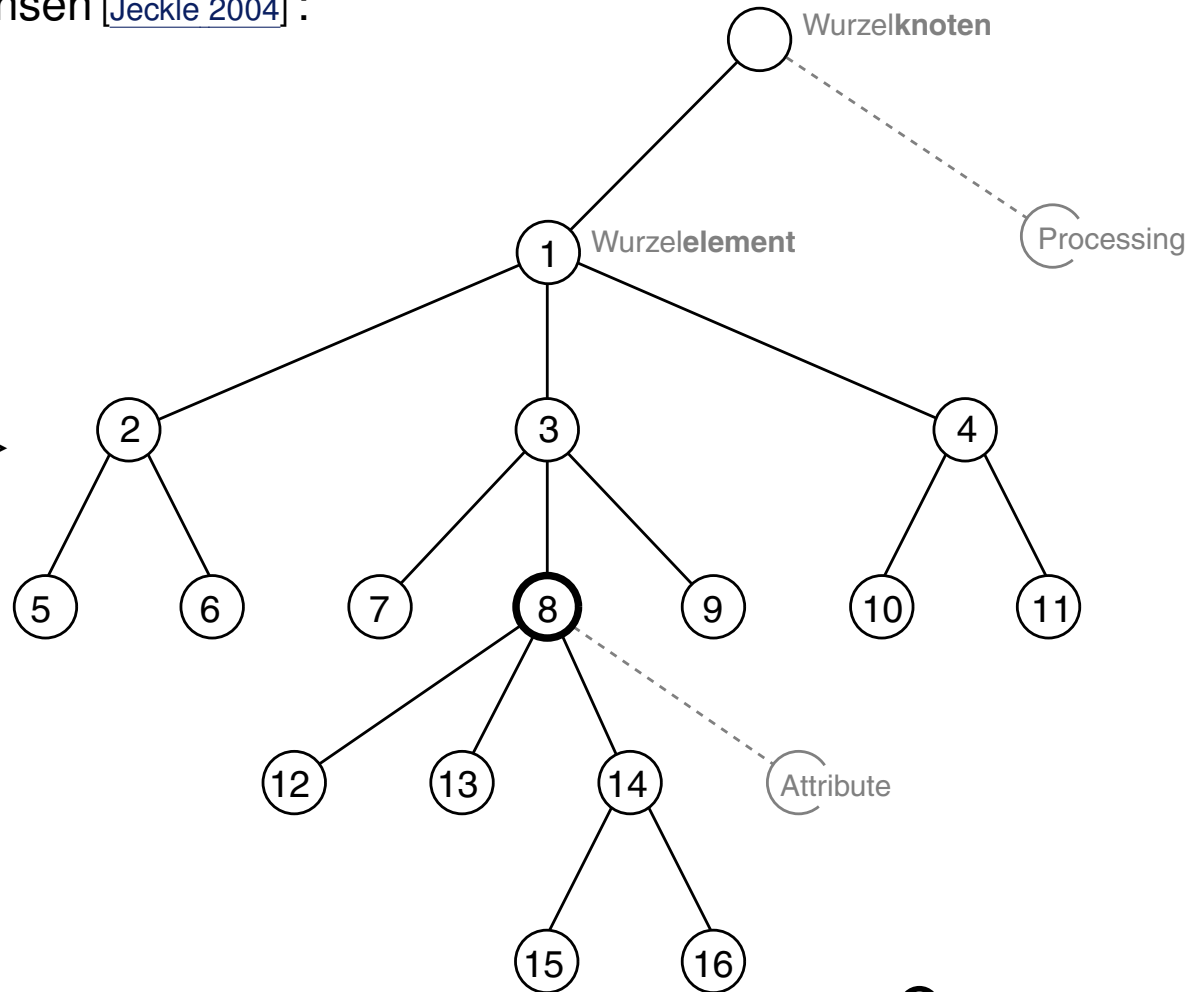 nsen [Jeckle 2004] :
Wurzelknoten
Processing
1 Wurzelelement
2 3 4
5 6 7 8 9 10 11
12 13 14 Attribute
15 16